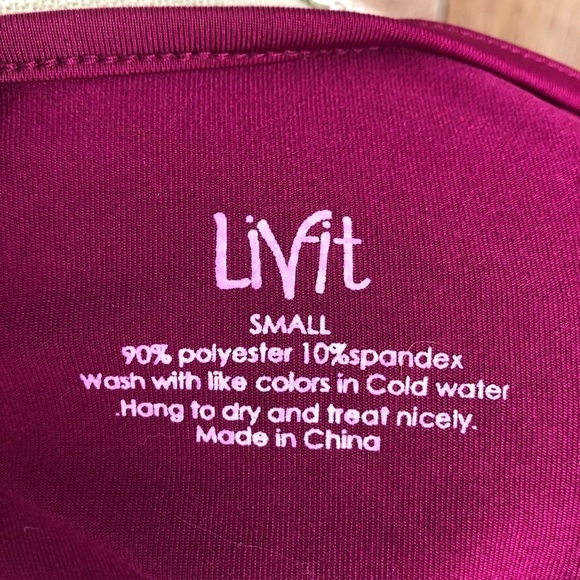 LiVfit
SMALL
90% polyester 10%spandex
Wash with like colors in Cold water
.Hang to dry and treat nicely.
Made in China